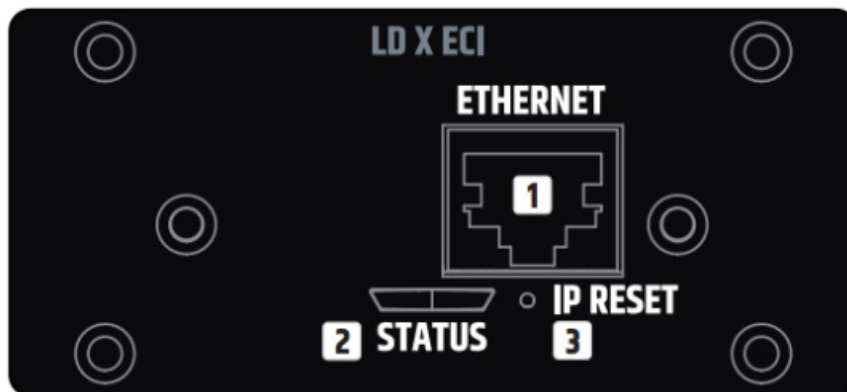 LD X ECI
ETHERNET
1
IP RESET
2 STATUS 3